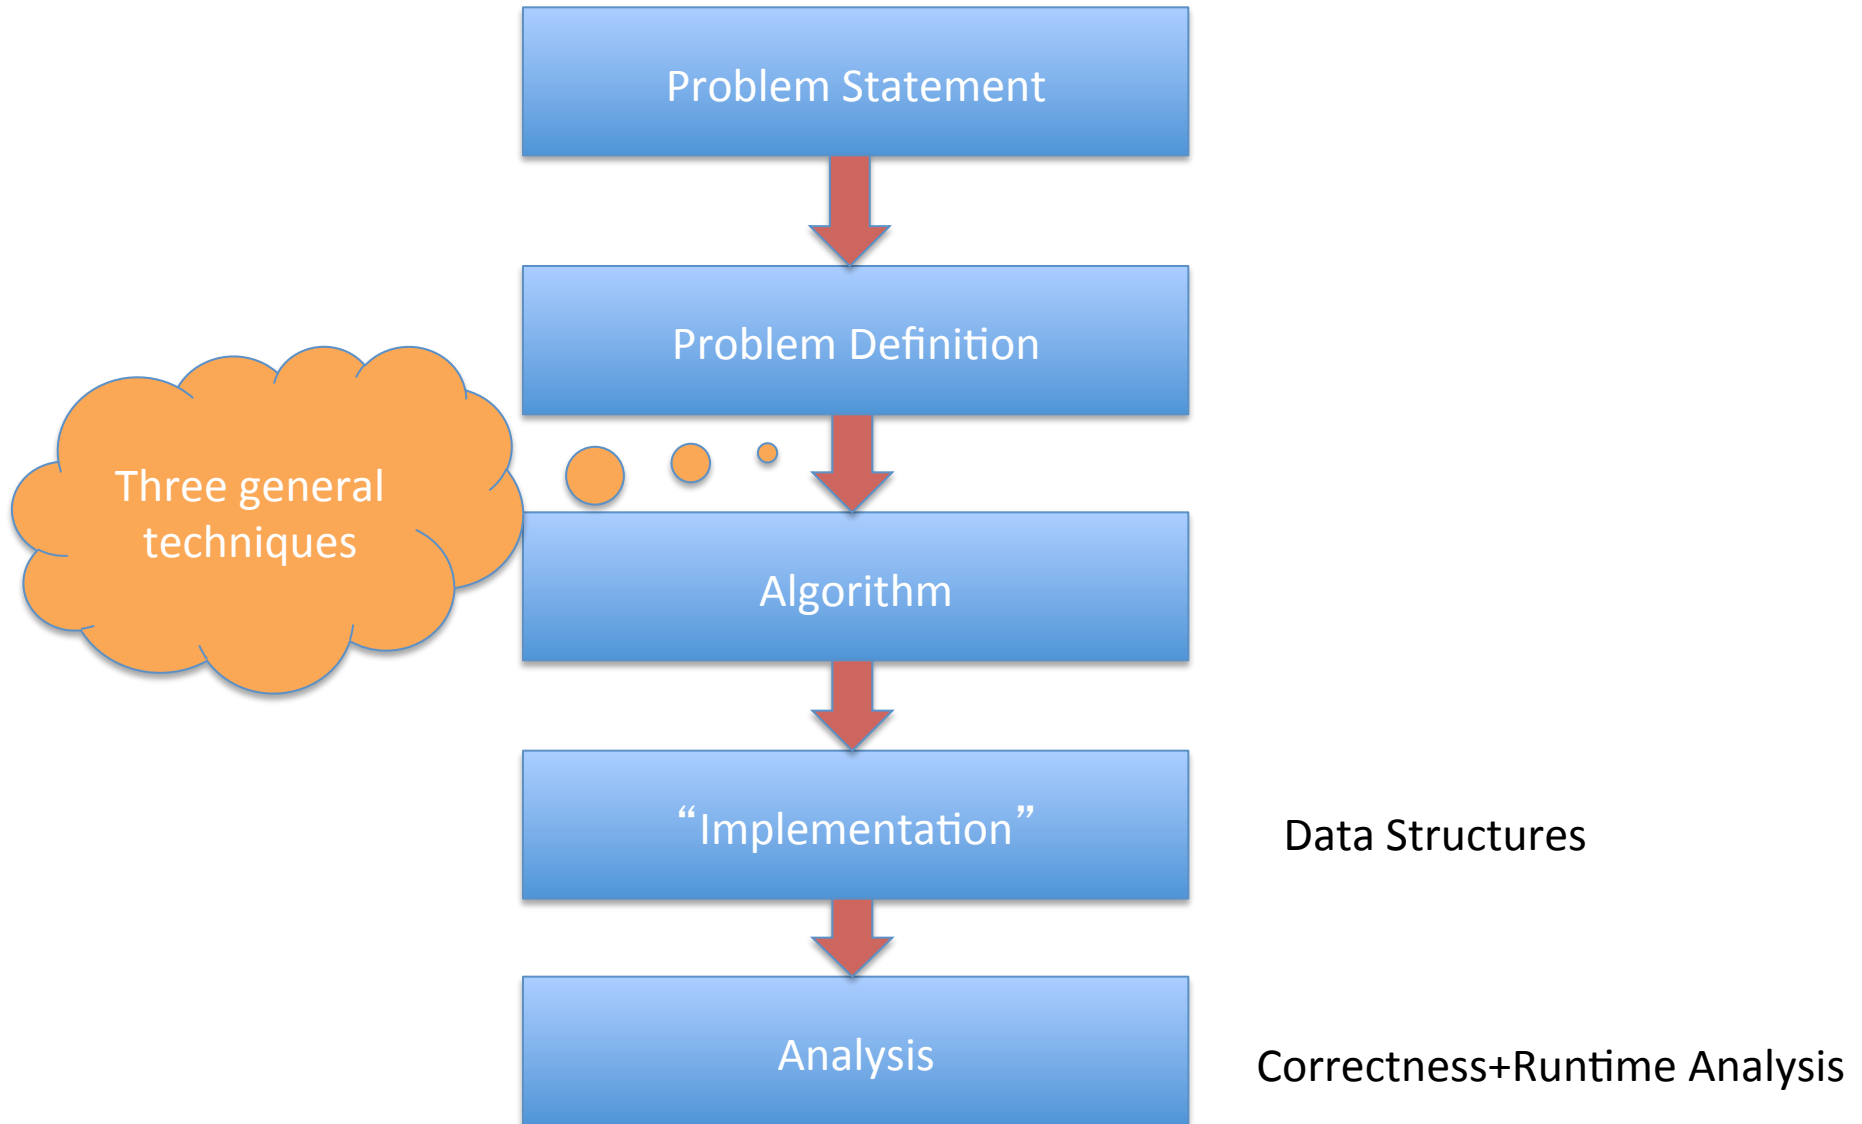 Problem Statement
Problem Definition
Three general
techniques
Algorithm
“Implementation”
Data Structures
Analysis
Correctness+Runtime Analysis